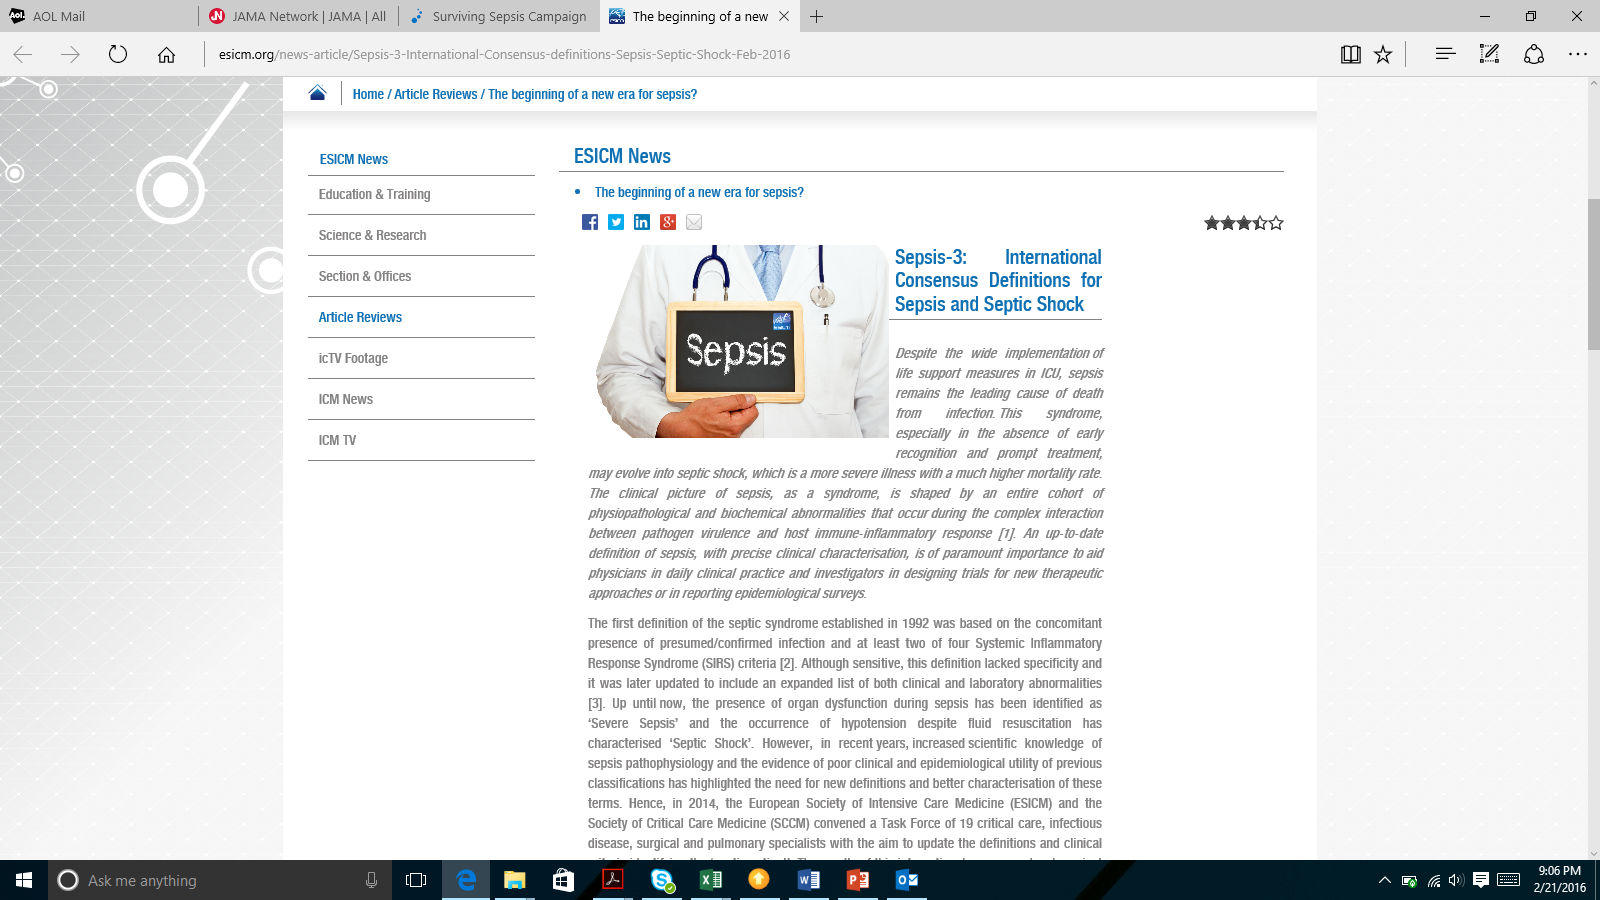 AOL Mail
JAMA Network | JAMA | All
Surviving Sepsis Campaign
The beginning of a new
esicm.org/news-article/Sepsis-3-International-Consensus-definitions-Sepsis-Septic-Shock-Feb-2016
Home / Article Reviews / The beginning of a new era for sepsis?
ESICM News
Education & Training
Science & Research
Section & Offices
Article Reviews
icTV Footage
ICM News
ICM TV
ESICM News
The beginning of a new era for sepsis?
Sepsis
Sepsis-3: International
Consensus Definitions for
Sepsis and Septic Shock
Despite the wide implementation of
life support measures in ICU, sepsis
remains the leading cause of death
from infection. This syndrome,
especially in the absence of early
recognition and prompt treatment,
may evolve into septic shock, which is a more severe illness with a much higher mortality rate.
The clinical picture of sepsis, as a syndrome, is shaped by an entire cohort of
physiopathological and biochemical abnormalities that occur during the complex interaction
between pathogen virulence and host immune-inflammatory response [1]. An up-to-date
definition of sepsis, with precise clinical characterisation, is of paramount importance to aid
physicians in daily clinical practice and investigators in designing trials for new therapeutic
approaches or in reporting epidemiological surveys.
The first definition of the septic syndrome established in 1992 was based on the concomitant
presence of presumed/confirmed infection and at least two of four Systemic Inflammatory
Response Syndrome (SIRS) criteria [2]. Although sensitive, this definition lacked specificity and
it was later updated to include an expanded list of both clinical and laboratory abnormalities
[3]. Up until now, the presence of organ dysfunction during sepsis has been identified as
‘Severe Sepsis’ and the occurrence of hypotension despite fluid resuscitation has
characterised ‘Septic Shock’. However, in recent years, increased scientific knowledge of
sepsis pathophysiology and the evidence of poor clinical and epidemiological utility of previous
classifications has highlighted the need for new definitions and better characterisation of these
terms. Hence, in 2014, the European Society of Intensive Care Medicine (ESICM) and the
Society of Critical Care Medicine (SCCM) convened a Task Force of 19 critical care, infectious
disease, surgical and pulmonary specialists with the aim to update the definitions and clinical
Ask me anything
9:06 PM
2/21/2016